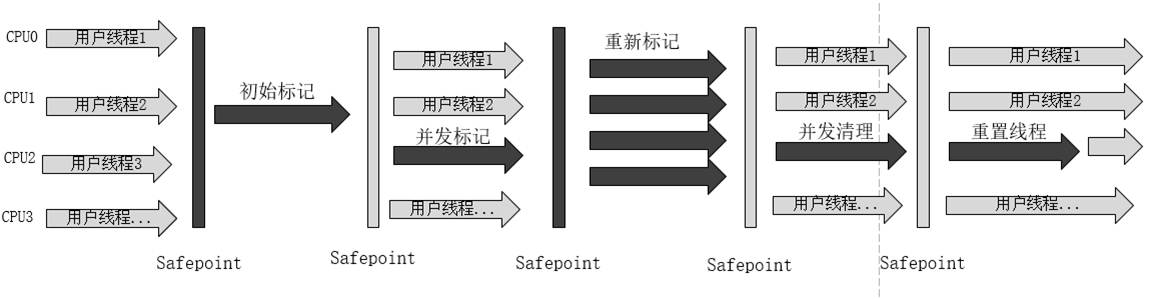 CPU0
用户线程1
CPU1
用户线程2
CPU2
用户线程3
CPU3
用户线程...
Safepoint
初始标记
Safepoint
用户线程1
用户线程2
并发标记
用户线程...
Safepoint
重新标记
Safepoint
用户线程1
用户线程2
并发清理
用户线程...
Safepoint
用户线程1
用户线程2
重置线程
用户线程...